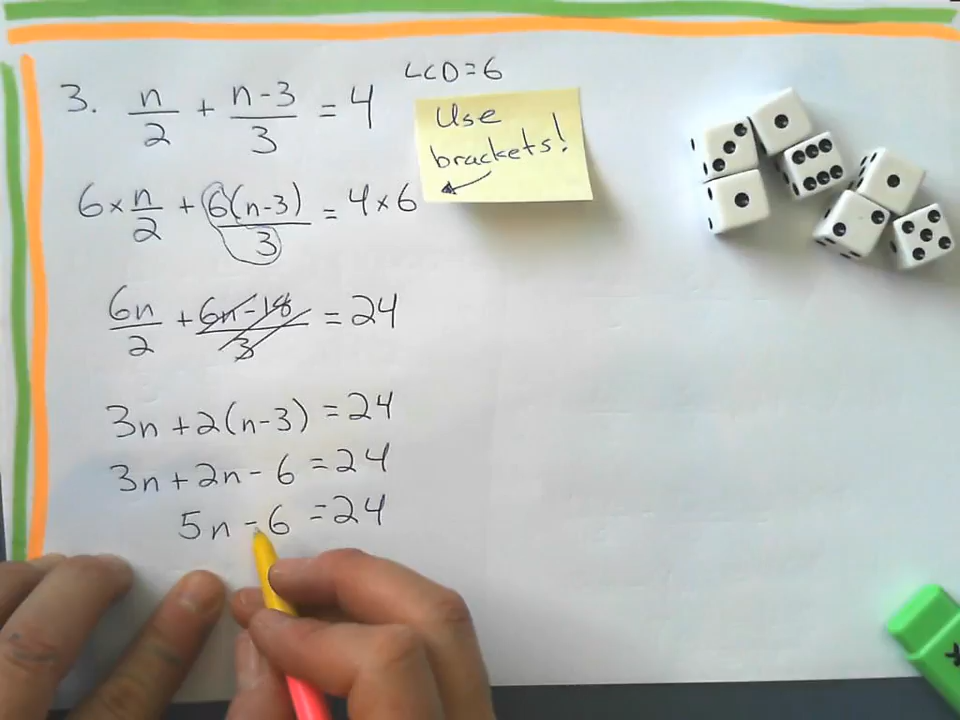 3. n/2 + n-3/3 = 4
LCD=6
Use
brackets!
6×n/2 + 6(n-3)/3 = 4×6
6n/2 + 6n-18/3 = 24
3n+2(n-3)=24
3n+2n-6=24
5n-6=24